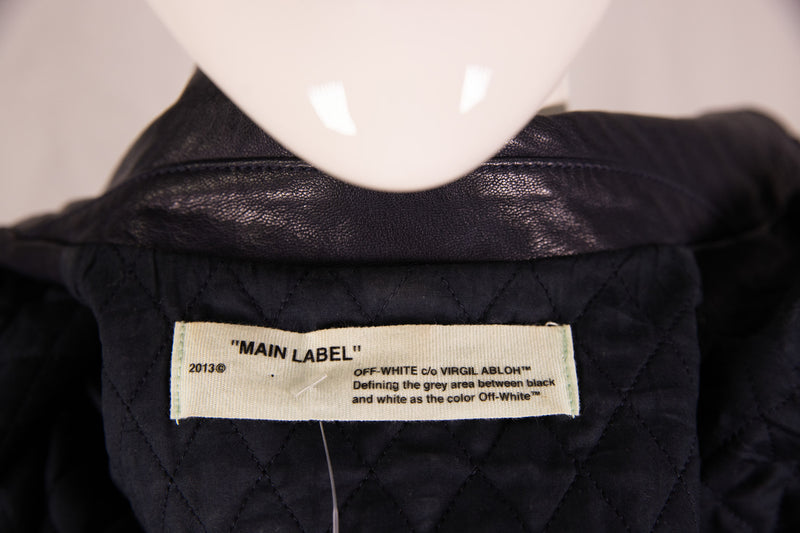 "MAIN LABEL"
2013©
OFF-WHITE c/o VIRGIL ABLOH™
Defining the grey area between black
and white as the color Off-White™